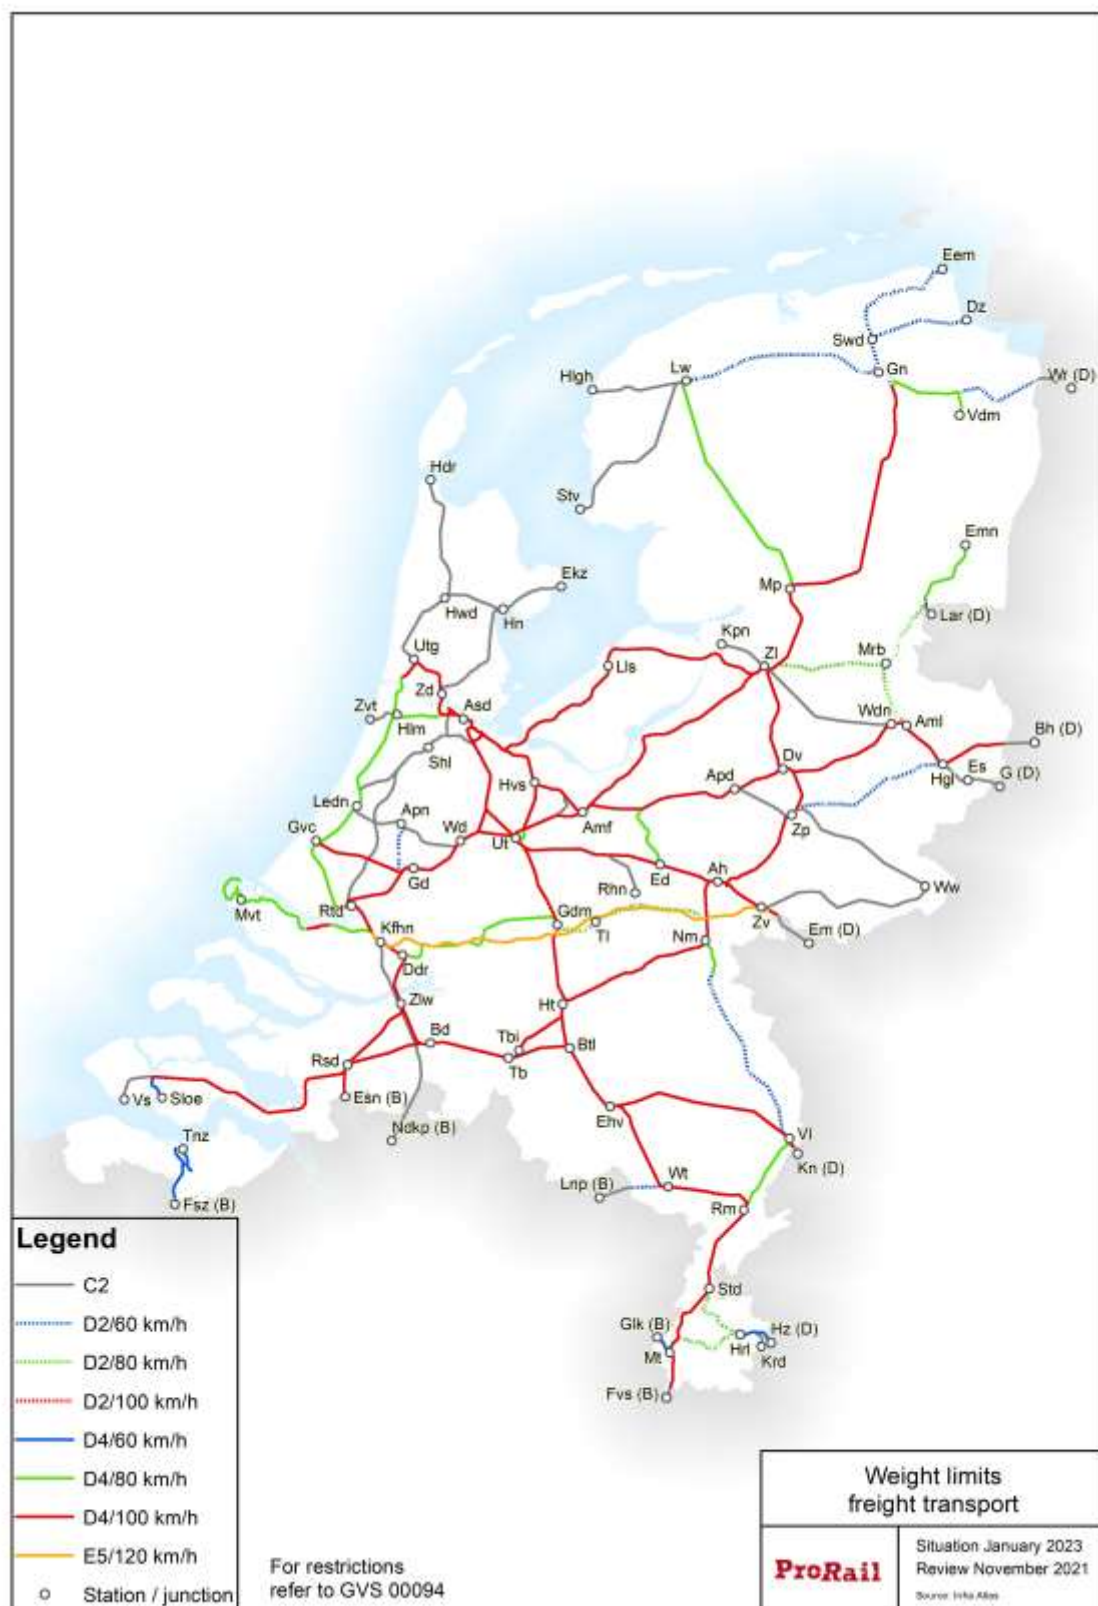 Eem
Dz
Swd
Gn
Lw
Hlgh
Wr (D)
Vdm
Hdr
Stv
Emn
Ekz
Mp
Hwd
Hn
Lar (D)
Kpn
Utg
Zl
Mrb
Lls
Zd
Zvt
Asd
Hlm
Wdn
Aml
Bh (D)
Shl
Dv
Hvs
Apd
Es
Hgl
G (D)
Ledn
Apn
Amf
Zp
Gvc
Wd
Ut
Gd
Ed
Ah
Rhn
Ww
Mvt
Rtd
Gdm
Tl
Zv
Em (D)
Kfhn
Nm
Ddr
Zlw
Ht
Bd
Tbi
Btl
Rsd
Tb
Vs
Sloe
Esn (B)
Ehv
Ndkp (B)
Tnz
Vl
Kn (D)
Lnp (B)
Wt
Fsz (B)
Rm
Std
Glk (B)
Hz (D)
Hrl
Mt
Krd
Fvs (B)
Legend
C2
D2/60 km/h
D2/80 km/h
D2/100 km/h
D4/60 km/h
D4/80 km/h
D4/100 km/h
E5/120 km/h
Station / junction
For restrictions
refer to GVS 00094
Weight limits
freight transport
ProRail
Situation January 2023
Review November 2021
Source: Infra Atlas